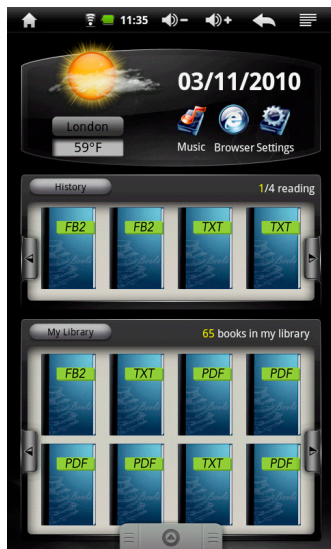 11:35
03/11/2010
London
59°F
Music Browser Settings
History
1/4 reading
FB2 FB2 TXT TXT
My Library
65 books in my library
FB2 TXT PDF PDF
PDF PDF TXT PDF